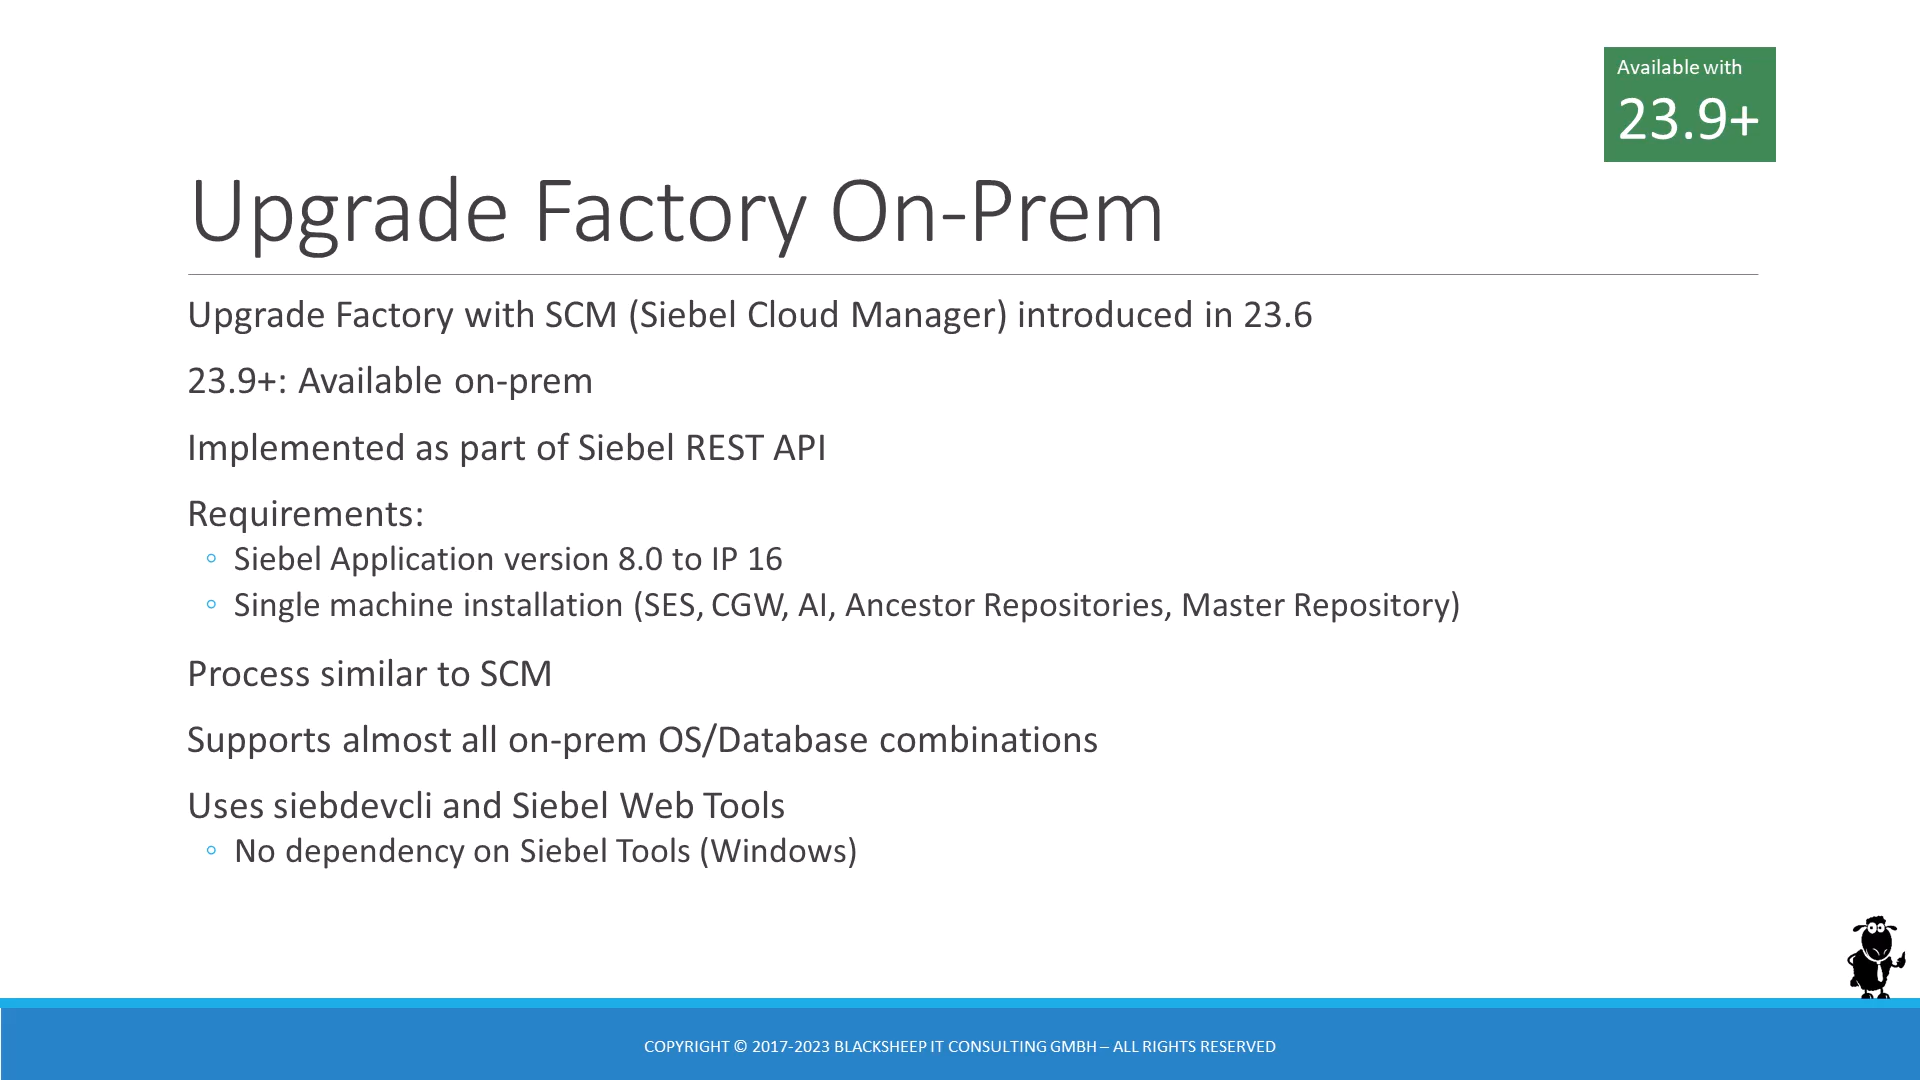 Available with
23.9+
Upgrade Factory On-Prem
Upgrade Factory with SCM (Siebel Cloud Manager) introduced in 23.6
23.9+: Available on-prem
Implemented as part of Siebel REST API
Requirements:
◦ Siebel Application version 8.0 to IP 16
◦ Single machine installation (SES, CGW, AI, Ancestor Repositories, Master Repository)
Process similar to SCM
Supports almost all on-prem OS/Database combinations
Uses siebdevcli and Siebel Web Tools
◦ No dependency on Siebel Tools (Windows)
COPYRIGHT © 2017-2023 BLACKSHEEP IT CONSULTING GMBH – ALL RIGHTS RESERVED